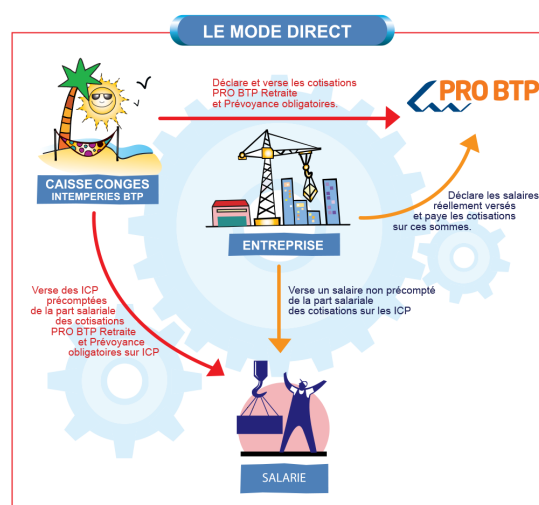 LE MODE DIRECT
Déclare et verse les cotisations
PRO BTP Retraite
et Prévoyance obligatoires.
PRO BTP
CAISSE CONGES
INTEMPERIES BTP
ENTREPRISE
Déclare les salaires
réellement versés
et paye les cotisations
sur ces sommes.
Verse des ICP
précomptées
de la part salariale
des cotisations
PRO BTP Retraite
et Prévoyance
obligatoires sur ICP
Verse un salaire non précompté
de la part salariale
des cotisations sur les ICP
SALARIE